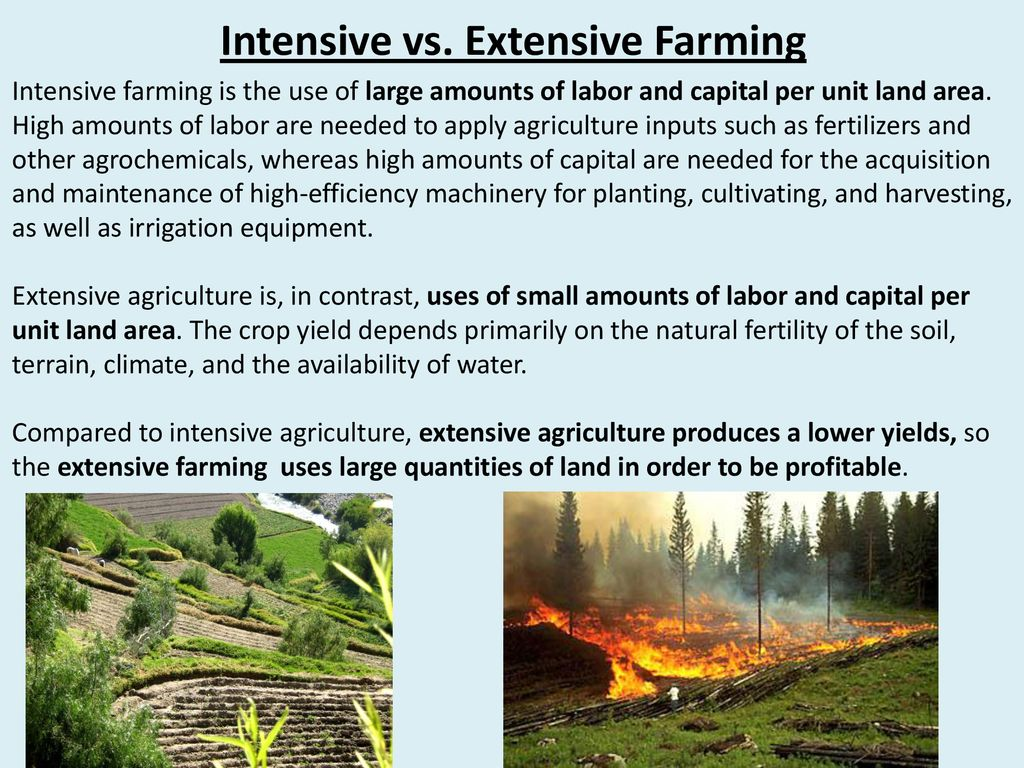 Intensive vs. Extensive Farming
Intensive farming is the use of large amounts of labor and capital per unit land area.
High amounts of labor are needed to apply agriculture inputs such as fertilizers and
other agrochemicals, whereas high amounts of capital are needed for the acquisition
and maintenance of high-efficiency machinery for planting, cultivating, and harvesting,
as well as irrigation equipment.
Extensive agriculture is, in contrast, uses of small amounts of labor and capital per
unit land area. The crop yield depends primarily on the natural fertility of the soil,
terrain, climate, and the availability of water.
Compared to intensive agriculture, extensive agriculture produces a lower yields, so
the extensive farming uses large quantities of land in order to be profitable.